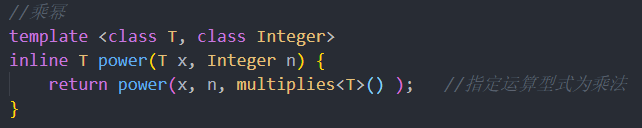 //乘幂
template <class T, class Integer>
inline T power(T x, Integer n) {
    return power(x, n, multiplies<T>() );   //指定运算型式为乘法
}